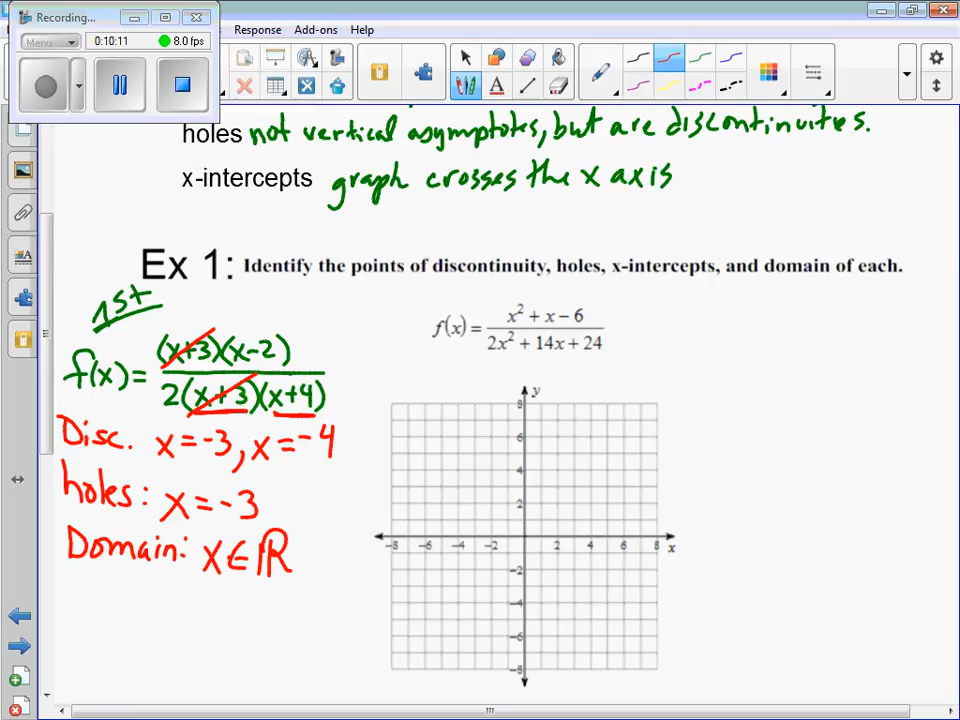 Recording...
Menu
0:10:11
8.0 fps
Response Add-ons Help
holes not vertical asymptotes, but are discontinuities.
x-intercepts graph crosses the x axis
Ex 1: Identify the points of discontinuity, holes, x-intercepts, and domain of each.
1st
f(x) = x² + x – 6 / 2x² + 14x + 24
f(x) = (x+3)(x-2) / 2(x+3)(x+4)
Disc. x = -3, x = -4
holes: x = -3
Domain: x ∈ ℝ
y
8
6
4
2
-8 -6 -4 -2 2 4 6 8 x
-2
-4
-6
-8